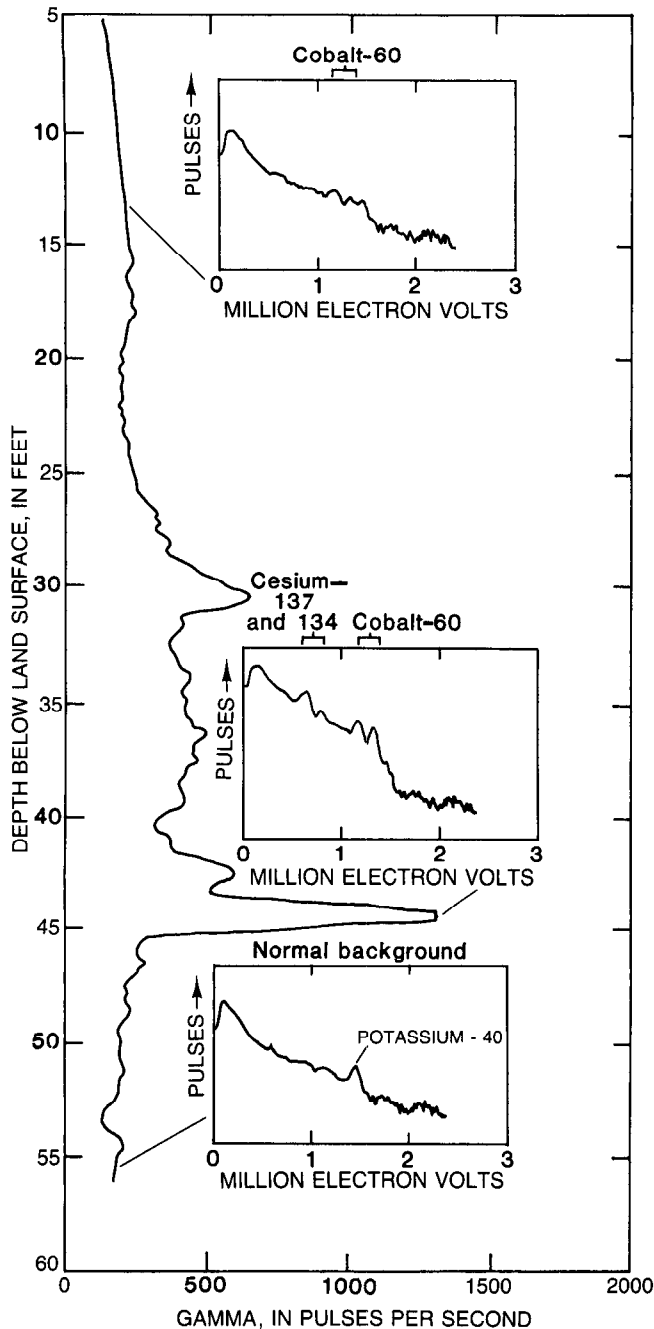 5
10
15
20
25
30
35
40
45
50
55
60
DEPTH BELOW LAND SURFACE, IN FEET
Cobalt-60
PULSES
0 1 2 3
MILLION ELECTRON VOLTS
Cesium—
137
and 134 Cobalt-60
PULSES
0 1 2 3
MILLION ELECTRON VOLTS
Normal background
PULSES
POTASSIUM - 40
0 1 2 3
MILLION ELECTRON VOLTS
0 500 1000 1500 2000
GAMMA, IN PULSES PER SECOND